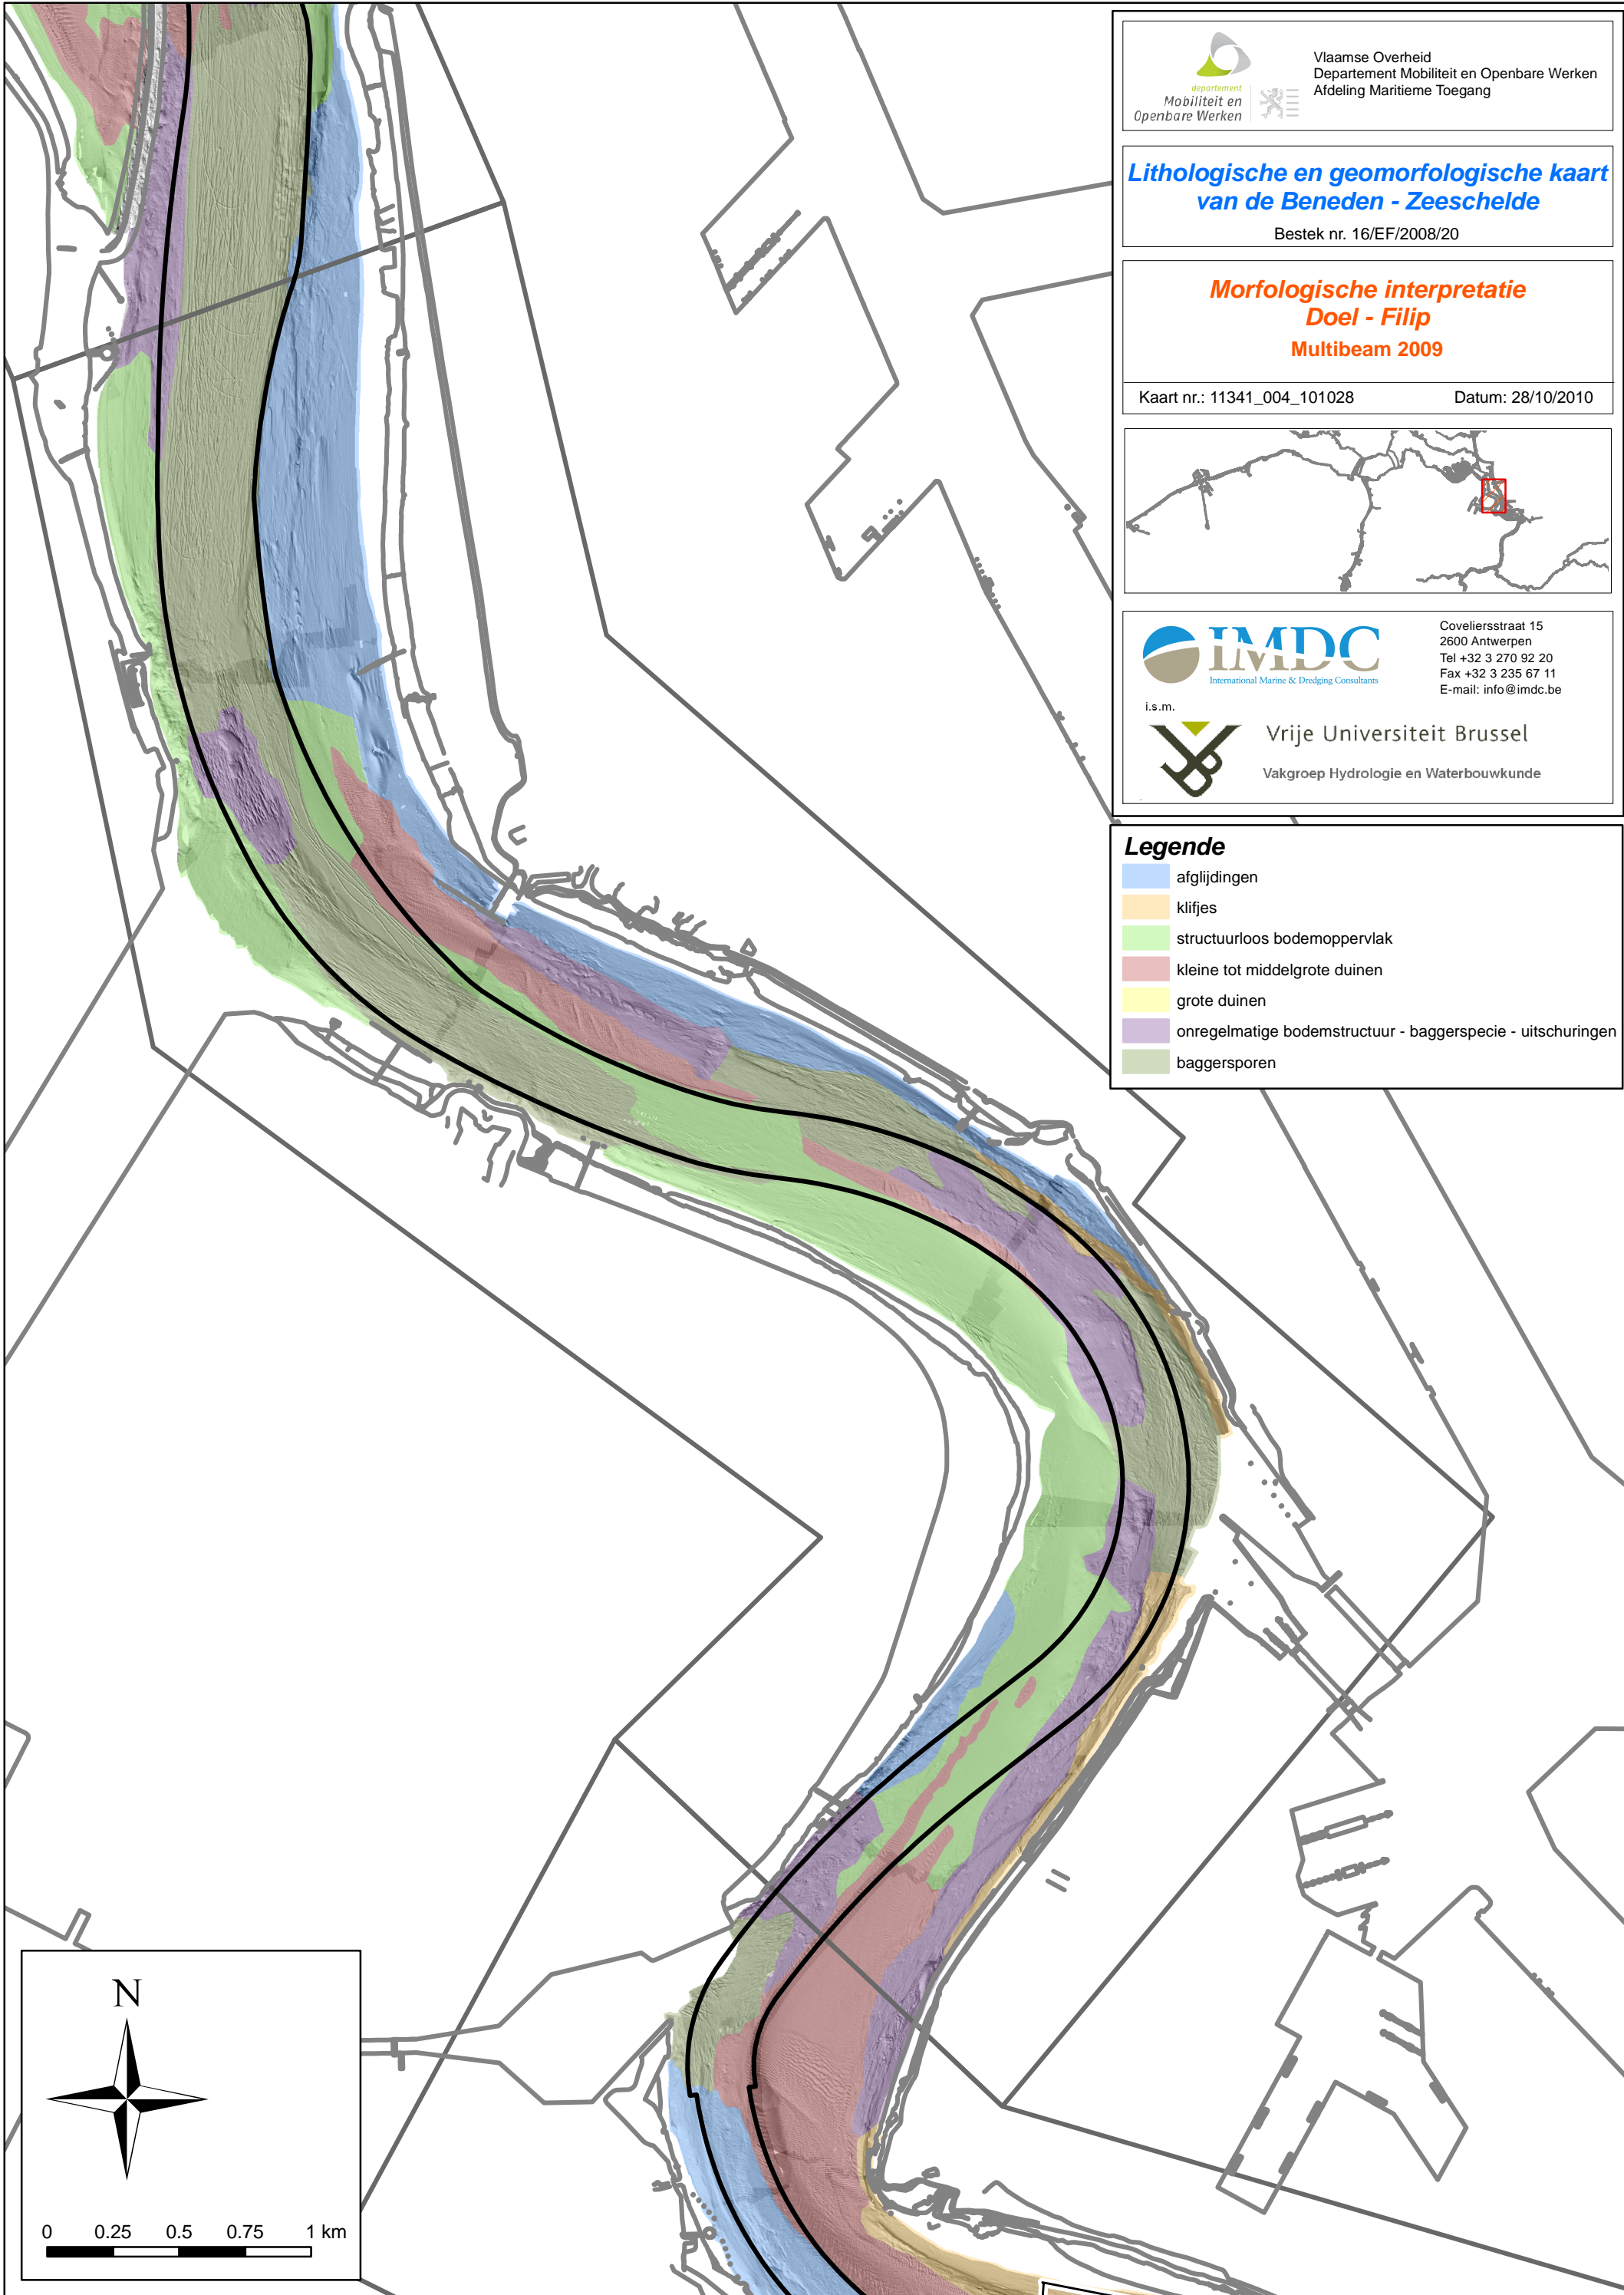 departement
Mobiliteit en
Openbare Werken
Vlaamse Overheid
Departement Mobiliteit en Openbare Werken
Afdeling Maritieme Toegang
Lithologische en geomorfologische kaart
van de Beneden - Zeeschelde
Bestek nr. 16/EF/2008/20
Morfologische interpretatie
Doel - Filip
Multibeam 2009
Kaart nr.: 11341_004_101028 Datum: 28/10/2010
IMDC
International Marine & Dredging Consultants
Coveliersstraat 15
2600 Antwerpen
Tel +32 3 270 92 20
Fax +32 3 235 67 11
E-mail: info@imdc.be
i.s.m.
Vrije Universiteit Brussel
Vakgroep Hydrologie en Waterbouwkunde
Legende
afglijdingen
klifjes
structuurloos bodemoppervlak
kleine tot middelgrote duinen
grote duinen
onregelmatige bodemstructuur - baggerspecie - uitschuringen
baggersporen
N
0 0.25 0.5 0.75 1 km